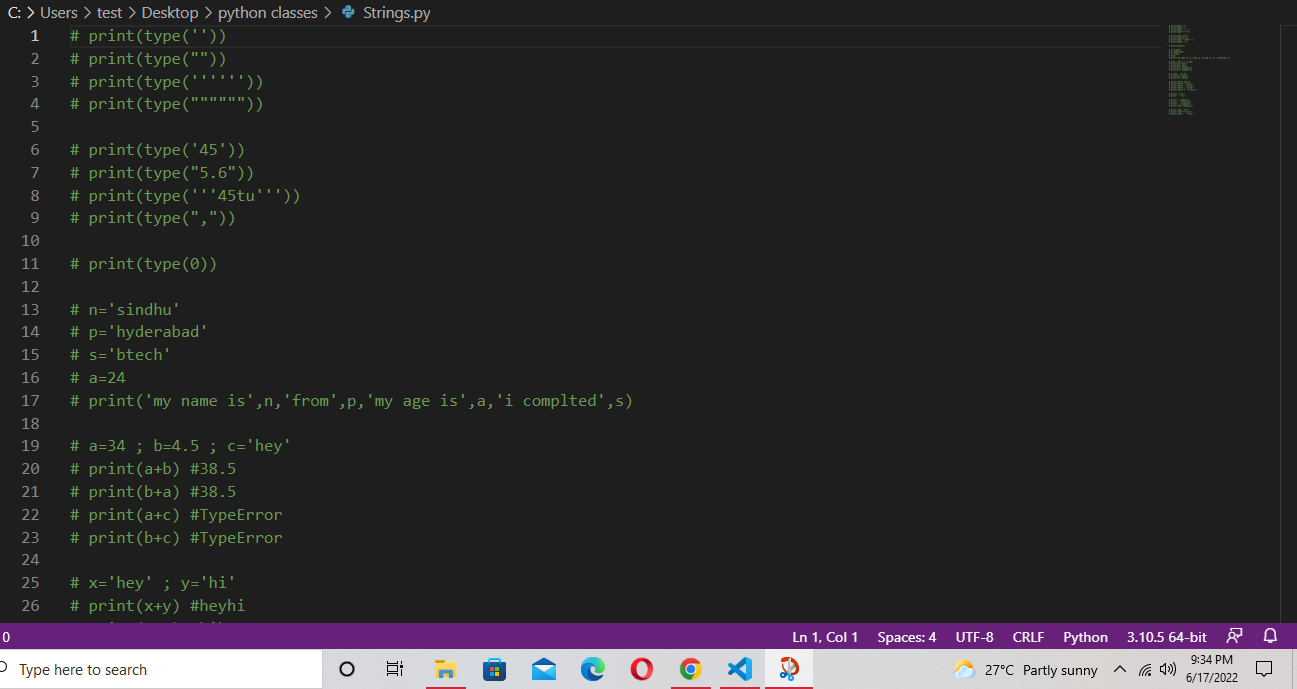 C: > Users > test > Desktop > python classes > Strings.py
1 # print(type(''))
2 # print(type(""))
3 # print(type(''''''))
4 # print(type(""""""))
5
6 # print(type('45'))
7 # print(type("5.6"))
8 # print(type('''45tu'''))
9 # print(type(","))
10
11 # print(type(0))
12
13 # n='sindhu'
14 # p='hyderabad'
15 # s='btech'
16 # a=24
17 # print('my name is',n,'from',p,'my age is',a,'i complted',s)
18
19 # a=34 ; b=4.5 ; c='hey'
20 # print(a+b) #38.5
21 # print(b+a) #38.5
22 # print(a+c) #TypeError
23 # print(b+c) #TypeError
24
25 # x='hey' ; y='hi'
26 # print(x+y) #heyhi
0 Ln 1, Col 1 Spaces: 4 UTF-8 CRLF Python 3.10.5 64-bit
Type here to search 27°C Partly sunny 9:34 PM
6/17/2022